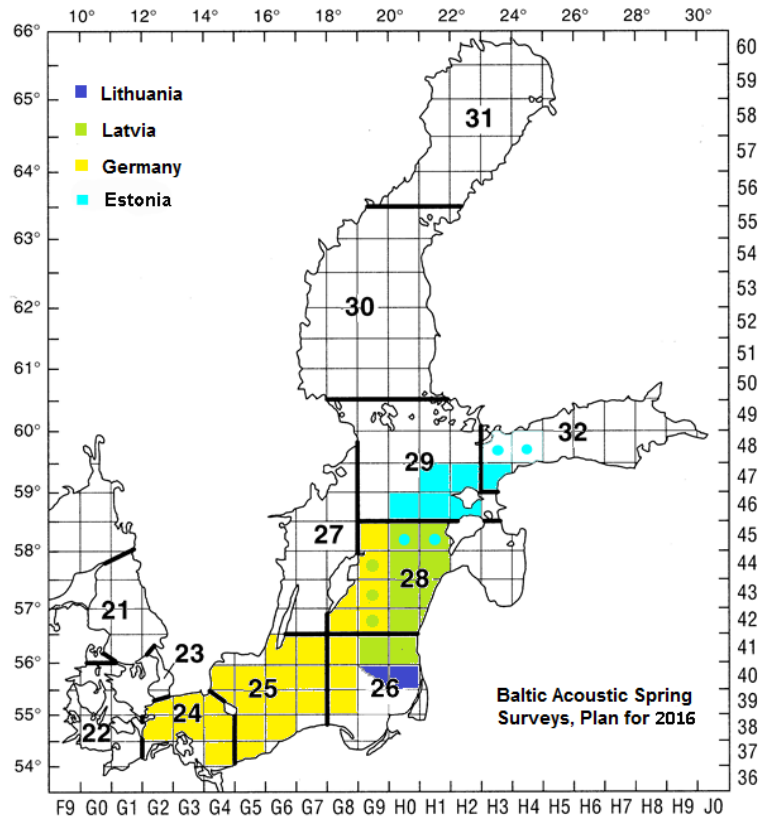 10° 12° 14° 16° 18° 20° 22° 24° 26° 28° 30°
66° 60
59
Lithuania 65°
Latvia 58
31
Germany 57
64°
Estonia 56
55
63° 54
53
30
62° 52
51
61°
50
49
60° 32 48
29 47
59° 46
27 45
58° 44
28
21 57° 43
42
23 41
56° 40
25 26 Baltic Acoustic Spring
24 55° 39
22 Surveys, Plan for 2016
38
37
54° 36
F9 G0 G1 G2 G3 G4 G5 G6 G7 G8 G9 H0 H1 H2 H3 H4 H5 H6 H7 H8 H9 J0